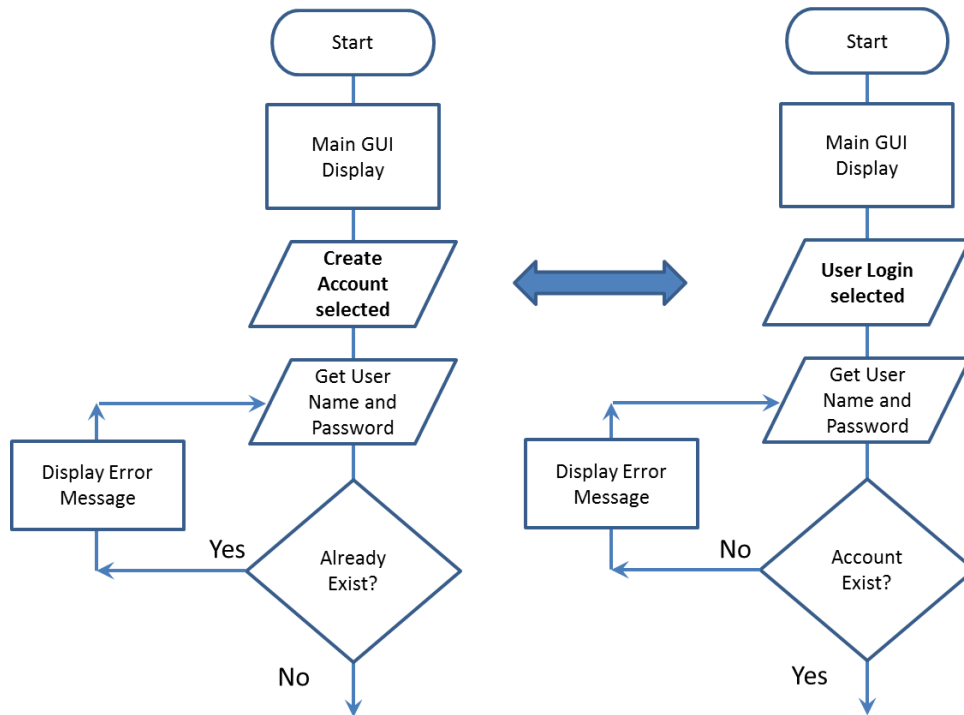 Start
Main GUI
Display
Create
Account
selected
Get User
Name and
Password
Display Error
Message
Yes
Already
Exist?
No
Start
Main GUI
Display
User Login
selected
Get User
Name and
Password
Display Error
Message
No
Account
Exist?
Yes